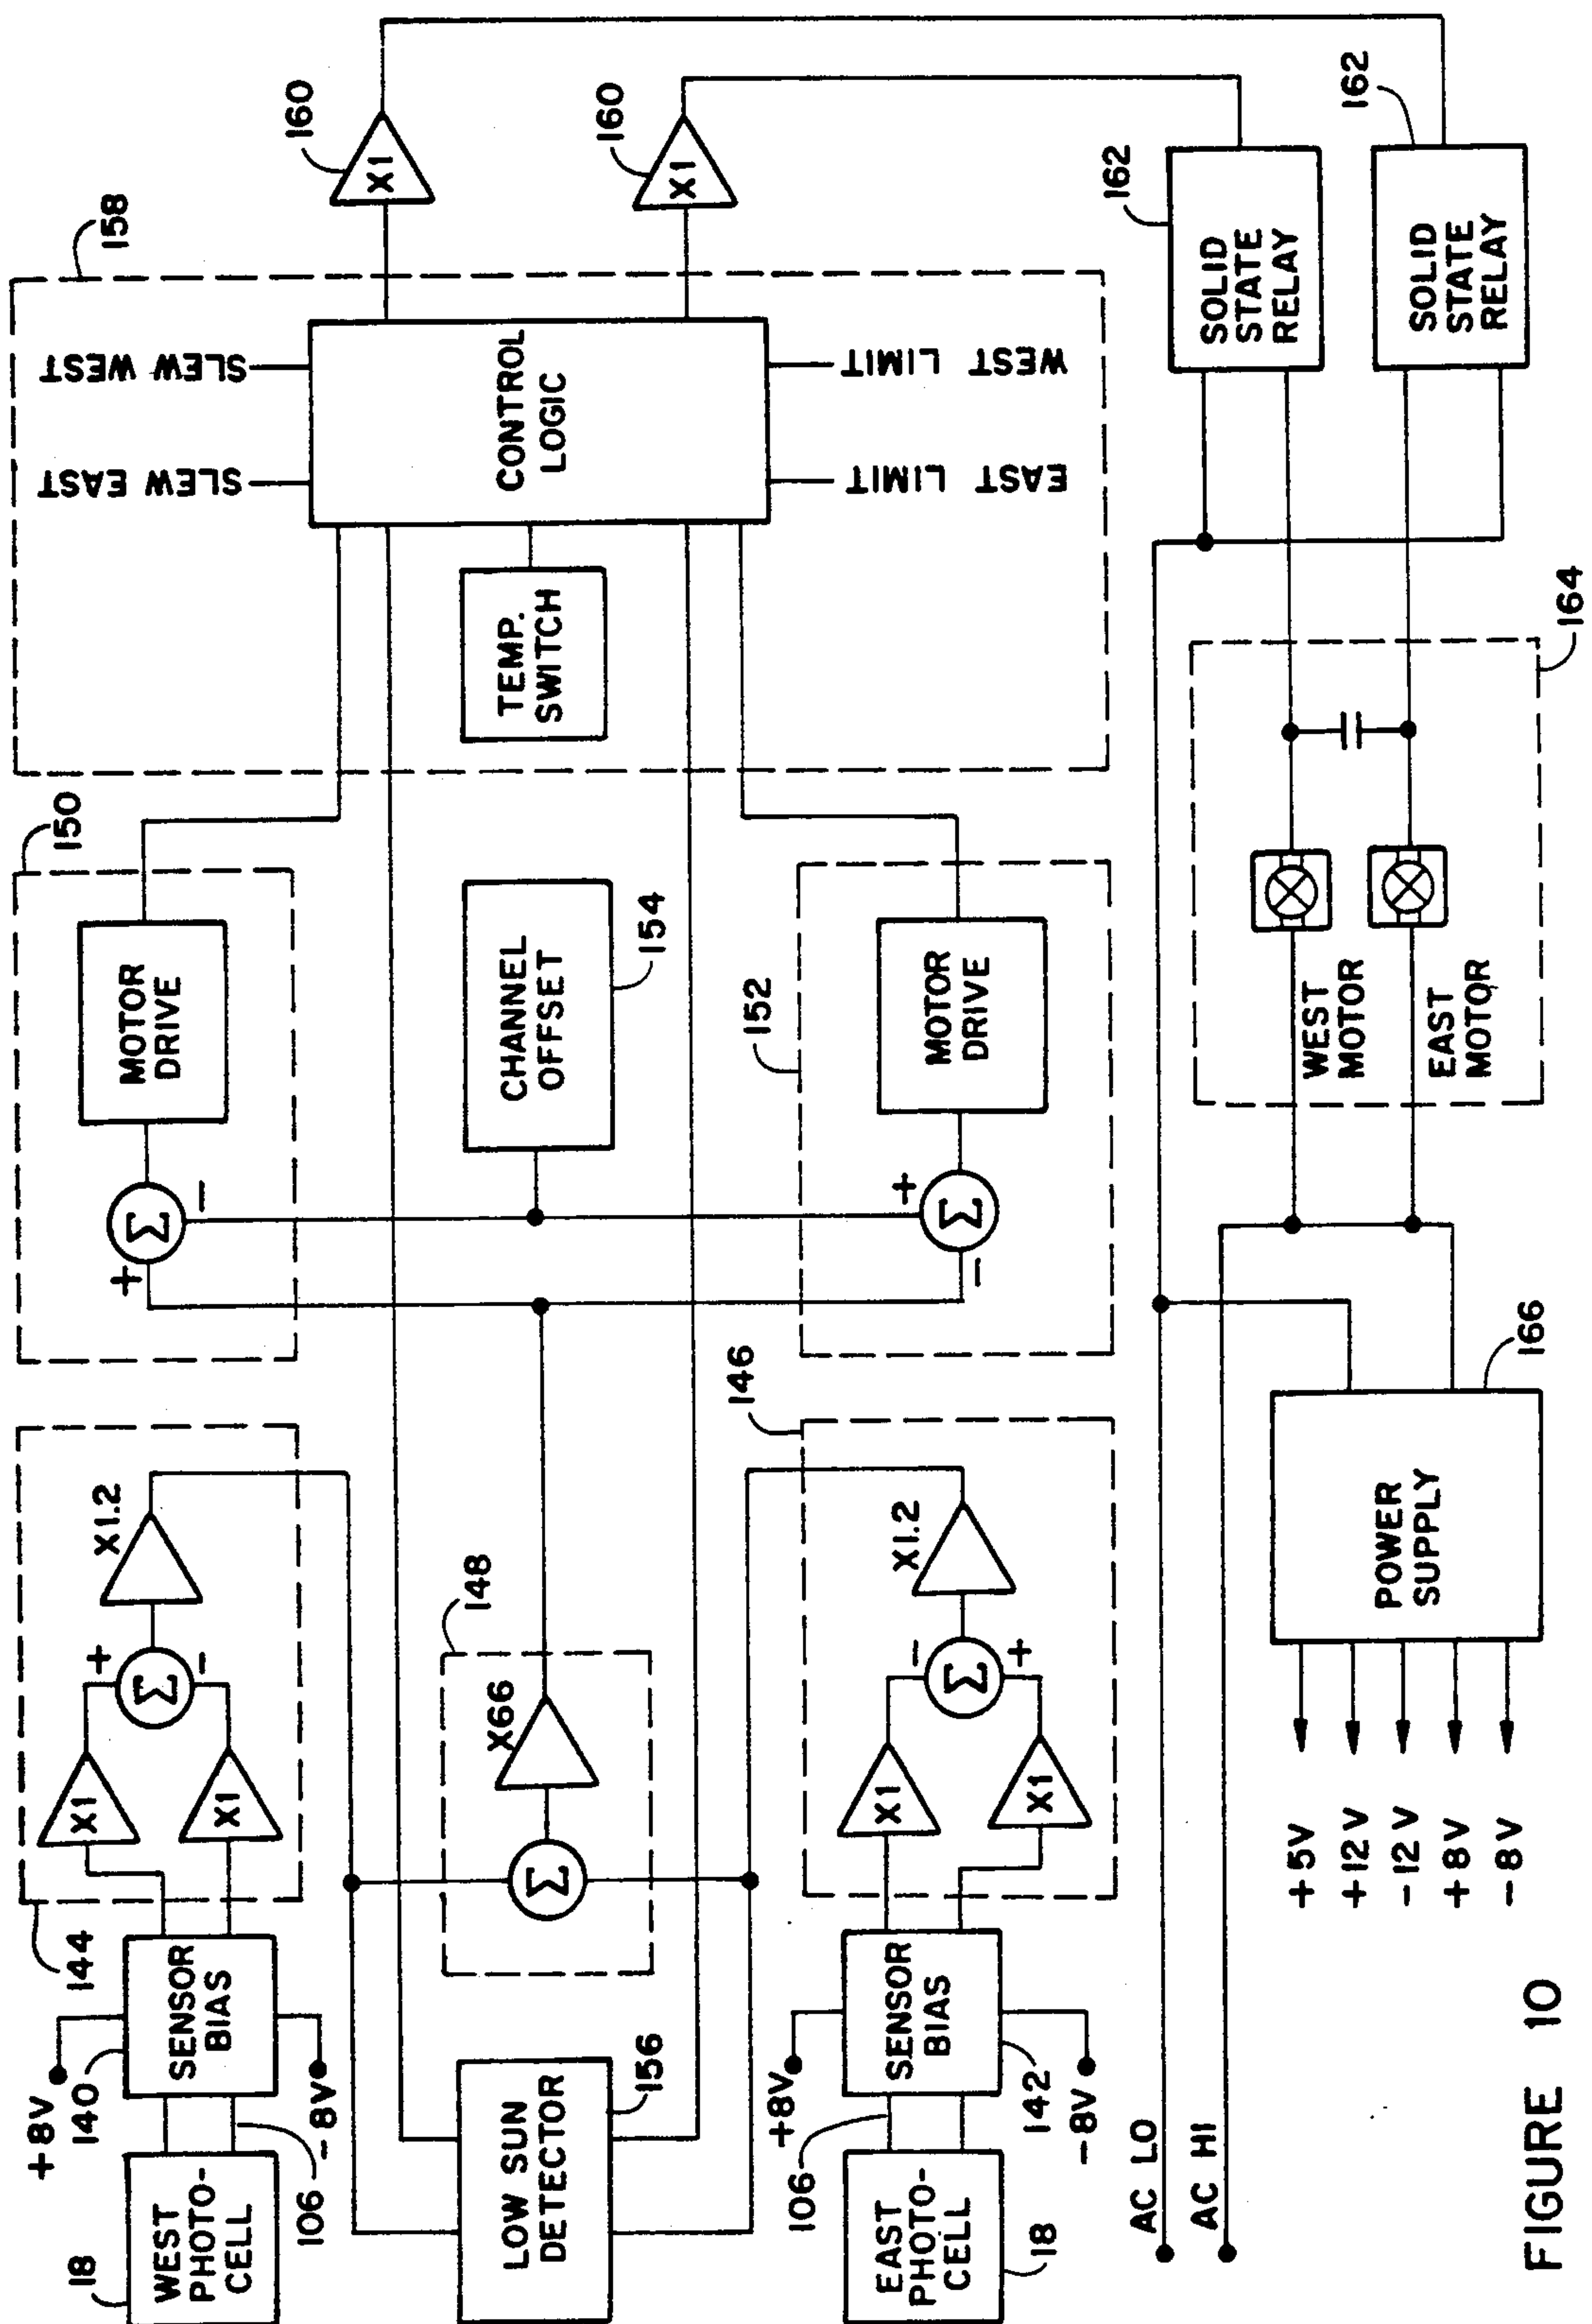 +8V
140
18
WEST
PHOTO-
CELL
106
-8V
SENSOR
BIAS
144
X1
X1
+
Σ
-
X1.2
150
+
Σ
-
MOTOR
DRIVE
158
SLEW EAST
SLEW WEST
CONTROL
LOGIC
TEMP.
SWITCH
EAST LIMIT
WEST LIMIT
X1
160
X1
160
LOW SUN
DETECTOR
156
148
Σ
X66
CHANNEL
OFFSET
154
+8V
106
EAST
PHOTO-
CELL
18
SENSOR
BIAS
142
-8V
146
X1
X1
-
Σ
+
X1.2
152
+
Σ
-
MOTOR
DRIVE
AC LO
AC HI
+5V
+12V
-12V
+8V
-8V
POWER
SUPPLY
166
WEST
MOTOR
EAST
MOTOR
164
SOLID
STATE
RELAY
162
SOLID
STATE
RELAY
162
FIGURE 10